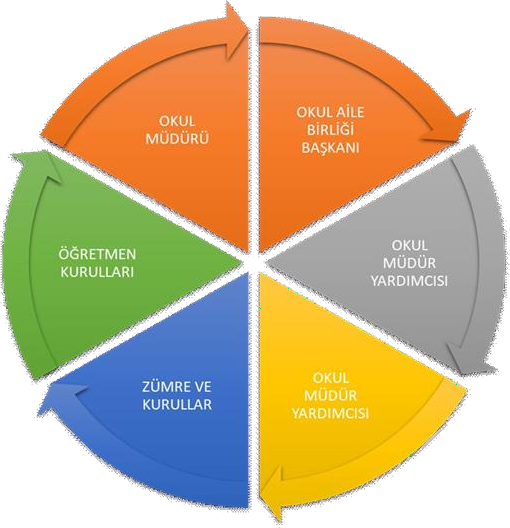 OKUL
MÜDÜRÜ
OKUL AİLE
BİRLİĞİ
BAŞKANI
OKUL
MÜDÜR
YARDIMCISI
OKUL
MÜDÜR
YARDIMCISI
ZÜMRE VE
KURULLAR
ÖĞRETMEN
KURULLARI